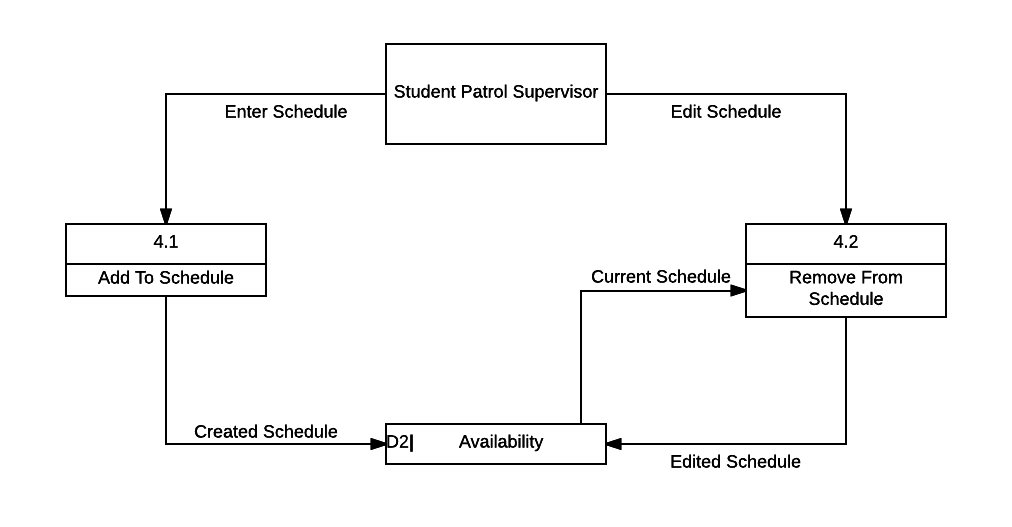 Student Patrol Supervisor
Enter Schedule
Edit Schedule
4.1
Add To Schedule
4.2
Remove From
Schedule
Current Schedule
Created Schedule
D2| Availability
Edited Schedule